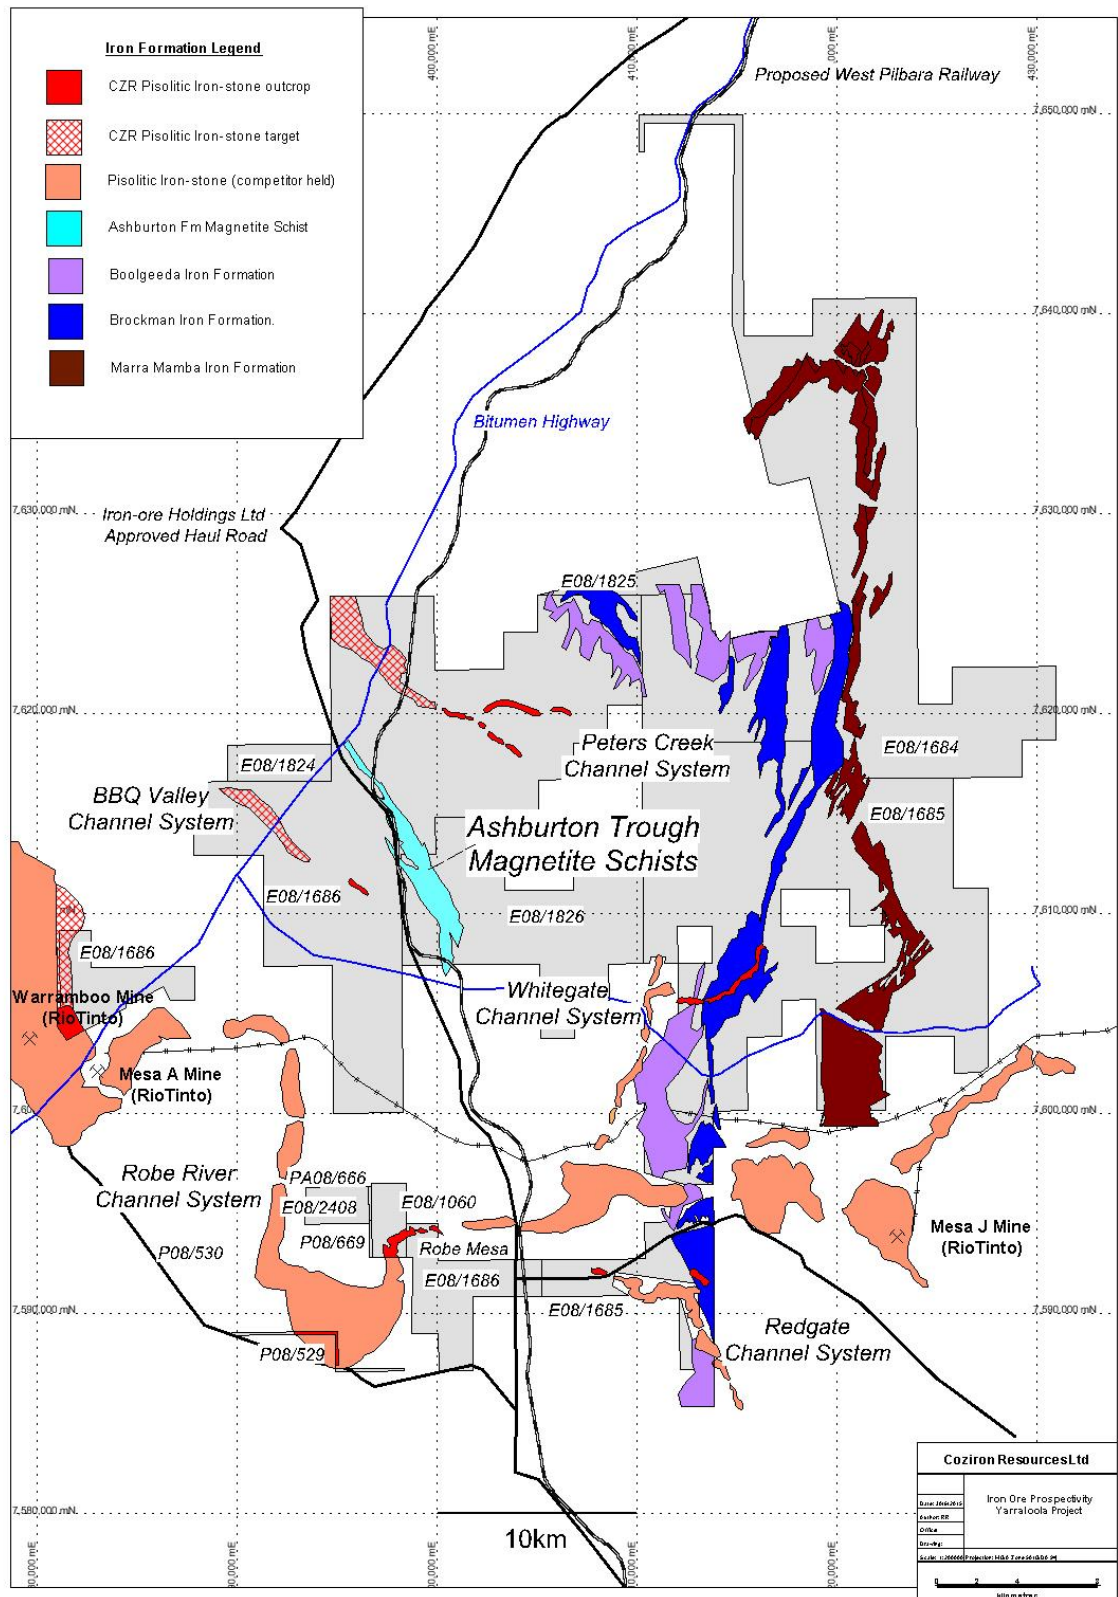 Iron Formation Legend
CZR Pisolitic Iron-stone outcrop
CZR Pisolitic Iron-stone target
Pisolitic Iron-stone (competitor held)
Ashburton Fm Magnetite Schist
Boolgeeda Iron Formation
Brockman Iron Formation.
Marra Mamba Iron Formation
400,000 mE
410,000 mE
430,000 mE
Proposed West Pilbara Railway
7,650,000 mN
7,640,000 mN
Bitumen Highway
Iron-ore Holdings Ltd
Approved Haul Road
7,630,000 mN
7,630,000 mN
E08/1825
7,620,000 mN
7,620,000 mN
Peters Creek
Channel System
E08/1684
E08/1824
BBQ Valley
Channel System
E08/1685
Ashburton Trough
Magnetite Schists
E08/1686
E08/1826
7,610,000 mN
E08/1686
Warramboo Mine
(RioTinto)
Whitegate
Channel System
Mesa A Mine
(RioTinto)
7,600,000 mN
Robe River
Channel System
PA08/666
E08/2408
E08/1060
P08/669
Robe Mesa
P08/530
Mesa J Mine
(RioTinto)
E08/1686
E08/1685
7,590,000 mN
7,590,000 mN
Redgate
Channel System
P08/529
7,580,000 mN
7,580,000 mN
10km
Coziron Resources Ltd
Iron Ore Prospectivity
Yarraloola Project
0 2 4 8